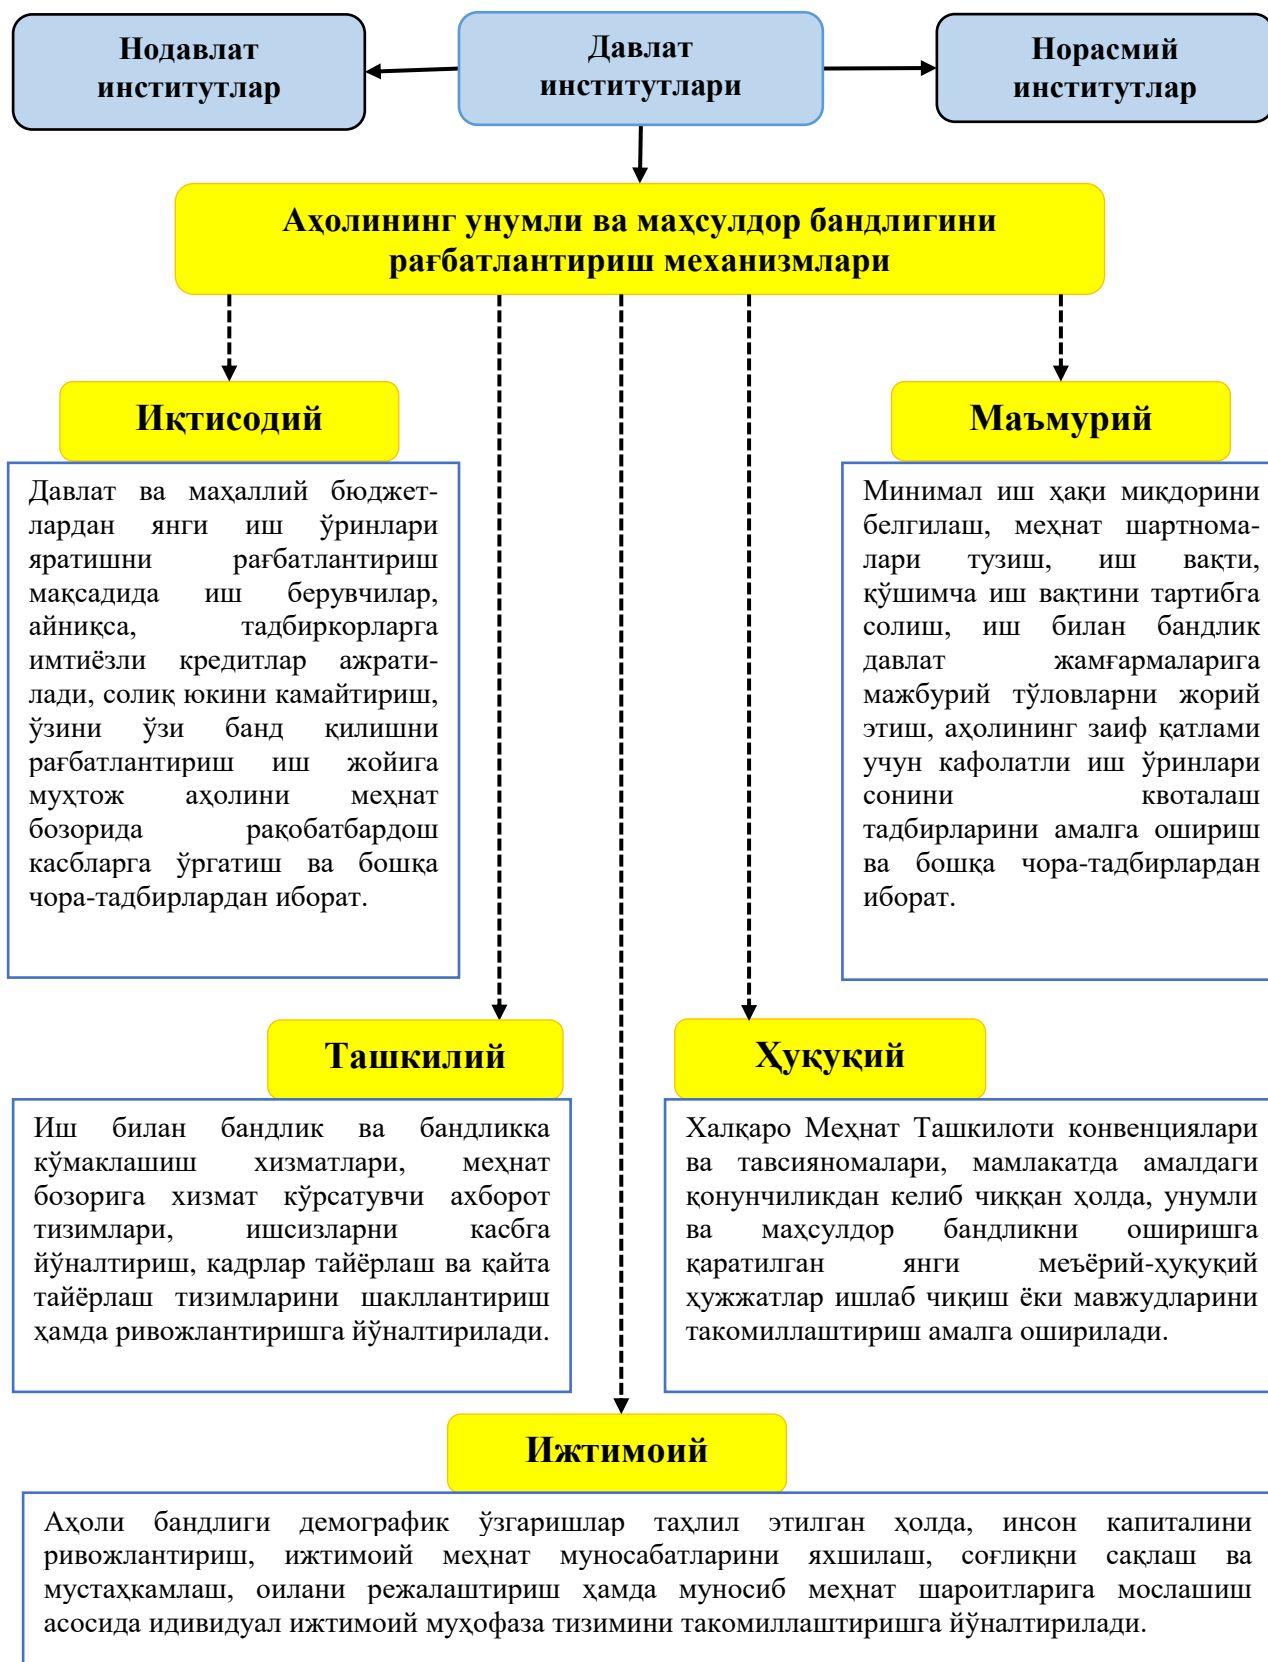 Нодавлат
институтлар
Давлат
институтлари
Норасмий
институтлар
Аҳолининг унумли ва маҳсулдор бандлигини
рағбатлантириш механизмлари
Иқтисодий
Давлат ва маҳаллий бюджет-
лардан янги иш ўринлари
яратишни рағбатлантириш
мақсадида иш берувчилар,
айниқса, тадбиркорларга
имтиёзли кредитлар ажрати-
лади, солиқ юкини камайтириш,
ўзини ўзи банд қилишни
рағбатлантириш иш жойига
муҳтож аҳолини меҳнат
бозорида рақобатбардош
касбларга ўргатиш ва бошқа
чора-тадбирлардан иборат.
Маъмурий
Минимал иш ҳақи миқдорини
белгилаш, меҳнат шартнома-
лари тузиш, иш вақти,
қўшимча иш вақтини тартибга
солиш, иш билан бандлик
давлат жамғармаларига
мажбурий тўловларни жорий
этиш, аҳолининг заиф қатлами
учун кафолатли иш ўринлари
сонини квоталаш
тадбирларини амалга ошириш
ва бошқа чора-тадбирлардан
иборат.
Ташкилий
Иш билан бандлик ва бандликка
кўмаклашиш хизматлари, меҳнат
бозорига хизмат кўрсатувчи ахборот
тизимлари, ишсизларни касбга
йўналтириш, кадрлар тайёрлаш ва қайта
тайёрлаш тизимларини шакллантириш
ҳамда ривожлантиришга йўналтирилади.
Ҳуқуқий
Халқаро Меҳнат Ташкилоти конвенциялари
ва тавсияномалари, мамлакатда амалдаги
қонунчиликдан келиб чиққан ҳолда, унумли
ва маҳсулдор бандликни оширишга
қаратилган янги меъёрий-ҳуқуқий
ҳужжатлар ишлаб чиқиш ёки мавжудларини
такомиллаштириш амалга оширилади.
Ижтимоий
Аҳоли бандлиги демографик ўзгаришлар таҳлил этилган ҳолда, инсон капиталини
ривожлантириш, ижтимоий меҳнат муносабатларини яхшилаш, соғлиқни сақлаш ва
мустаҳкамлаш, оилани режалаштириш ҳамда муносиб меҳнат шароитларига мослашиш
асосида идивидуал ижтимоий муҳофаза тизимини такомиллаштиришга йўналтирилади.